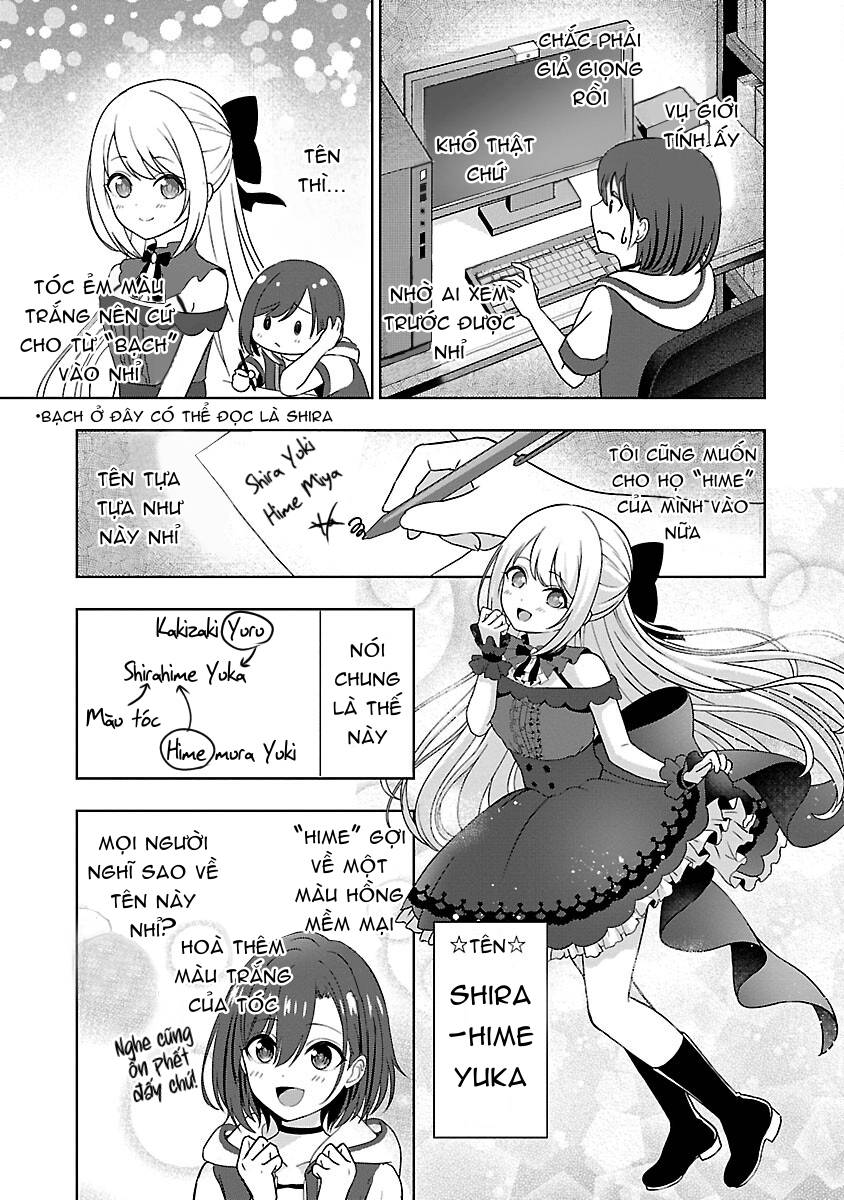 CHẮC PHẢI
GIẢ GIỌNG
RỒI
VỤ GIỚI
TÍNH ẤY
KHÓ THẬT
CHỨ
NHỜ AI XEM
TRƯỚC ĐƯỢC
NHỈ
TÊN
THÌ...
TÓC ẺM MÀU
TRẮNG NÊN CỨ
CHO TỪ "BẠCH"
VÀO NHỈ
*BẠCH Ở ĐÂY CÓ THỂ ĐỌC LÀ SHIRA
TÔI CŨNG MUỐN
CHO HỌ "HIME"
CỦA MÌNH VÀO
NỮA
Shira Yuki
Hime Miya
TÊN TỰA
TỰA NHƯ
NÀY NHỈ
NÓI
CHUNG
LÀ THẾ
NÀY
Kakizaki Yoru
Shirahime Yuka
Màu tóc
Hime mura Yuki
"HIME" GỢI
VỀ MỘT
MÀU HỒNG
MỀM MẠI
HOÀ THÊM
MÀU TRẮNG
CỦA TÓC
MỌI NGƯỜI
NGHĨ SAO VỀ
TÊN NÀY
NHỈ?
Nghe cũng
ổn phết
đấy chứ!
☆TÊN☆
SHIRA
-HIME
YUKA